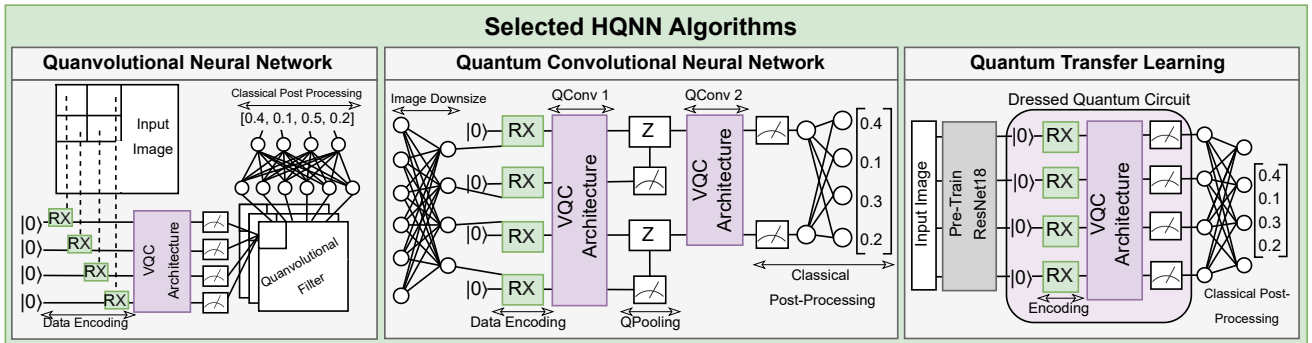 Selected HQNN Algorithms
Quanvolutional Neural Network
Input
Image
Classical Post Processing
[0.4, 0.1, 0.5, 0.2]
|0⟩
RX
|0⟩
RX
|0⟩
RX
|0⟩
RX
VQC
Architecture
Quanvolutional
Filter
Data Encoding
Quantum Convolutional Neural Network
Image Downsize
QConv 1
QConv 2
|0⟩
RX
|0⟩
RX
|0⟩
RX
|0⟩
RX
VQC
Architecture
Z
Z
VQC
Architecture
0.4
0.1
0.3
0.2
Classical
Post-Processing
Data Encoding
QPooling
Quantum Transfer Learning
Dressed Quantum Circuit
Input Image
Pre-Train
ResNet18
|0⟩
RX
|0⟩
RX
|0⟩
RX
|0⟩
RX
VQC
Architecture
0.4
0.1
0.3
0.2
Encoding
Classical Post-
Processing